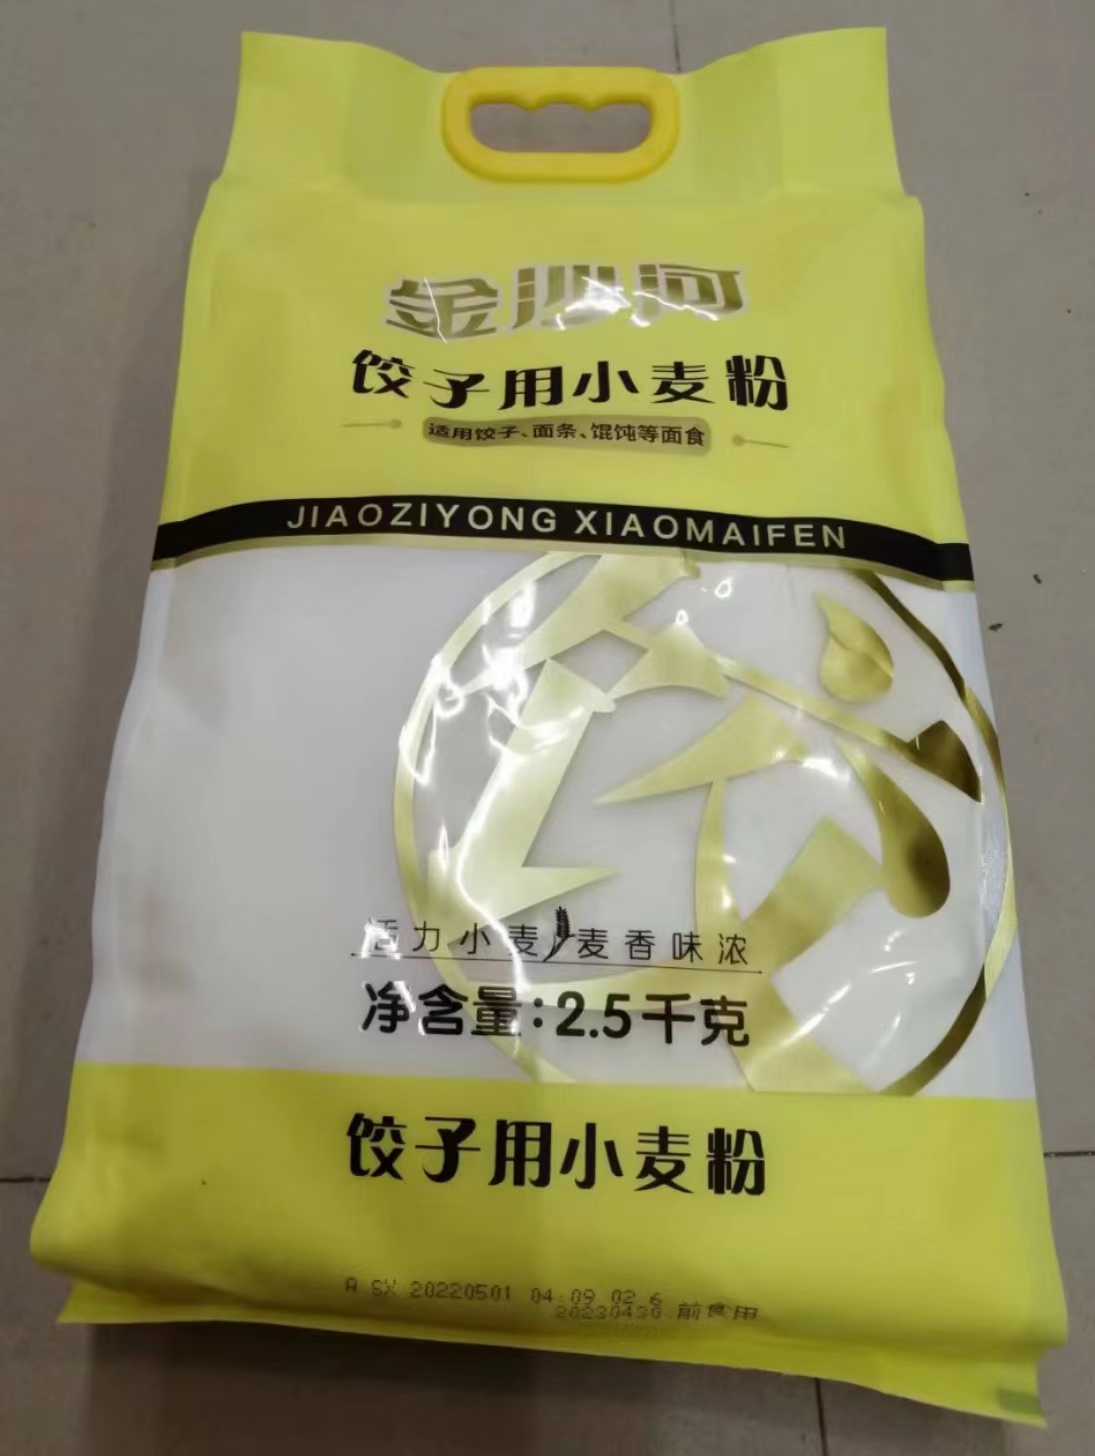 金沙河
饺子用小麦粉
适用饺子、面条、馄饨等面食
JIAOZIYONG XIAOMAIFEN
活力小麦 麦香味浓
净含量:2.5千克
饺子用小麦粉
A SX 20220501 04:09 02 6
20230430 前食用